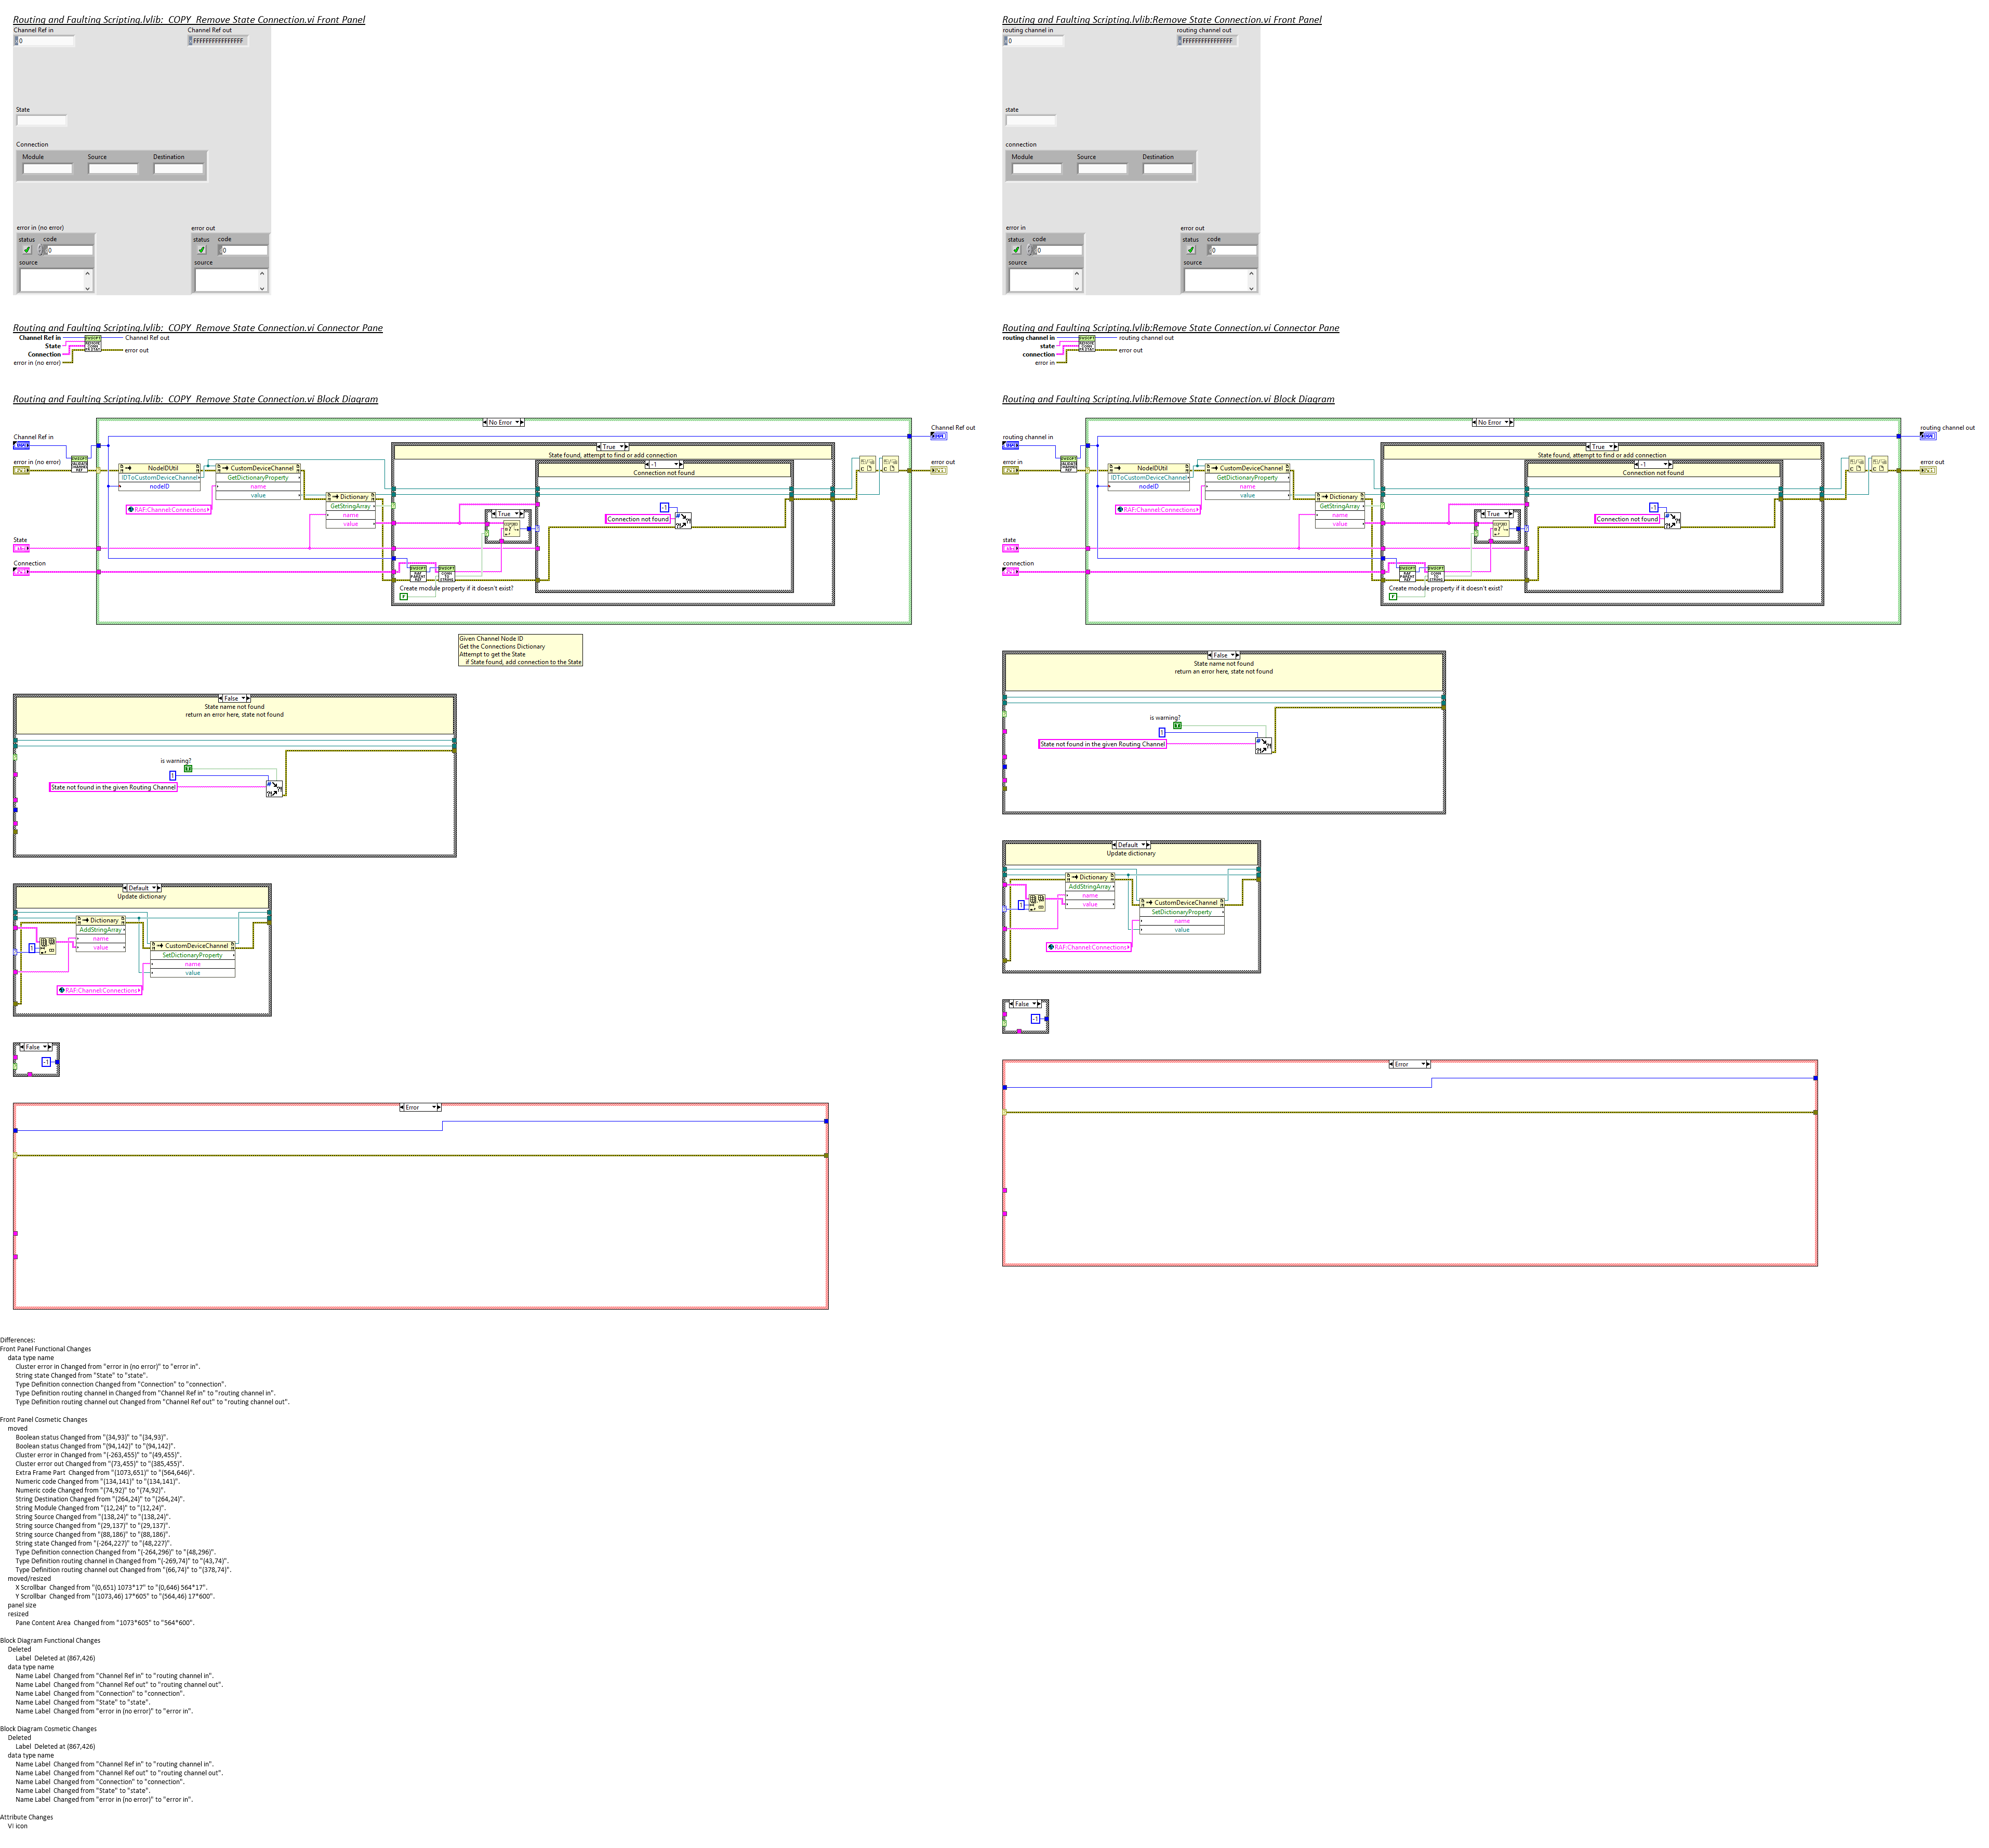 Routing and Faulting Scripting.lvlib:_COPY_Remove State Connection.vi Front Panel
Channel Ref in
0
Channel Ref out
FFFFFFFFFFFFFFFF
State
Connection
Module
Source
Destination
error in (no error)
status
code
0
source
error out
status
code
0
source
Routing and Faulting Scripting.lvlib:_COPY_Remove State Connection.vi Connector Pane
Channel Ref in
State
Connection
error in (no error)
Channel Ref out
error out
Routing and Faulting Scripting.lvlib:_COPY_Remove State Connection.vi Block Diagram
No Error
Channel Ref in
Channel Ref out
error in (no error)
error out
NodeIDUtil
IDToCustomDeviceChannel
nodeID
CustomDeviceChannel
GetDictionaryProperty
name
value
RAF:Channel:Connections
Dictionary
GetStringArray
name
value
True
State found, attempt to find or add connection
-1
Connection not found
True
-1
Connection not found
State
Connection
Create module property if it doesn't exist?
F
Given Channel Node ID
Get the Connections Dictionary
Attempt to get the State
if State found, add connection to the State
False
State name not found
return an error here, state not found
is warning?
1
State not found in the given Routing Channel
Default
Update dictionary
Dictionary
AddStringArray
name
value
1
CustomDeviceChannel
SetDictionaryProperty
name
value
RAF:Channel:Connections
False
-1
Error
Routing and Faulting Scripting.lvlib:Remove State Connection.vi Front Panel
routing channel in
0
routing channel out
FFFFFFFFFFFFFFFF
state
connection
Module
Source
Destination
error in
status
code
0
source
error out
status
code
0
source
Routing and Faulting Scripting.lvlib:Remove State Connection.vi Connector Pane
routing channel in
state
connection
error in
routing channel out
error out
Routing and Faulting Scripting.lvlib:Remove State Connection.vi Block Diagram
No Error
routing channel in
routing channel out
error in
error out
NodeIDUtil
IDToCustomDeviceChannel
nodeID
CustomDeviceChannel
GetDictionaryProperty
name
value
RAF:Channel:Connections
Dictionary
GetStringArray
name
value
True
State found, attempt to find or add connection
-1
Connection not found
True
-1
Connection not found
state
connection
Create module property if it doesn't exist?
F
False
State name not found
return an error here, state not found
is warning?
1
State not found in the given Routing Channel
Default
Update dictionary
Dictionary
AddStringArray
name
value
1
CustomDeviceChannel
SetDictionaryProperty
name
value
RAF:Channel:Connections
False
-1
Error
Differences:
Front Panel Functional Changes
data type name
Cluster error in Changed from "error in (no error)" to "error in".
String state Changed from "State" to "state".
Type Definition connection Changed from "Connection" to "connection".
Type Definition routing channel in Changed from "Channel Ref in" to "routing channel in".
Type Definition routing channel out Changed from "Channel Ref out" to "routing channel out".
Front Panel Cosmetic Changes
moved
Boolean status Changed from "(34,93)" to "(34,93)".
Boolean status Changed from "(94,142)" to "(94,142)".
Cluster error in Changed from "(-263,455)" to "(49,455)".
Cluster error out Changed from "(73,455)" to "(385,455)".
Extra Frame Part  Changed from "(1073,651)" to "(564,646)".
Numeric code Changed from "(134,141)" to "(134,141)".
Numeric code Changed from "(74,92)" to "(74,92)".
String Destination Changed from "(264,24)" to "(264,24)".
String Module Changed from "(12,24)" to "(12,24)".
String Source Changed from "(138,24)" to "(138,24)".
String source Changed from "(29,137)" to "(29,137)".
String source Changed from "(88,186)" to "(88,186)".
String state Changed from "(-264,227)" to "(48,227)".
Type Definition connection Changed from "(-264,296)" to "(48,296)".
Type Definition routing channel in Changed from "(-269,74)" to "(43,74)".
Type Definition routing channel out Changed from "(66,74)" to "(378,74)".
moved/resized
X Scrollbar  Changed from "(0,651) 1073*17" to "(0,646) 564*17".
Y Scrollbar  Changed from "(1073,46) 17*605" to "(564,46) 17*600".
panel size
resized
Pane Content Area  Changed from "1073*605" to "564*600".
Block Diagram Functional Changes
Deleted
Label  Deleted at (867,426)
data type name
Name Label  Changed from "Channel Ref in" to "routing channel in".
Name Label  Changed from "Channel Ref out" to "routing channel out".
Name Label  Changed from "Connection" to "connection".
Name Label  Changed from "State" to "state".
Name Label  Changed from "error in (no error)" to "error in".
Block Diagram Cosmetic Changes
Deleted
Label  Deleted at (867,426)
data type name
Name Label  Changed from "Channel Ref in" to "routing channel in".
Name Label  Changed from "Channel Ref out" to "routing channel out".
Name Label  Changed from "Connection" to "connection".
Name Label  Changed from "State" to "state".
Name Label  Changed from "error in (no error)" to "error in".
Attribute Changes
VI icon